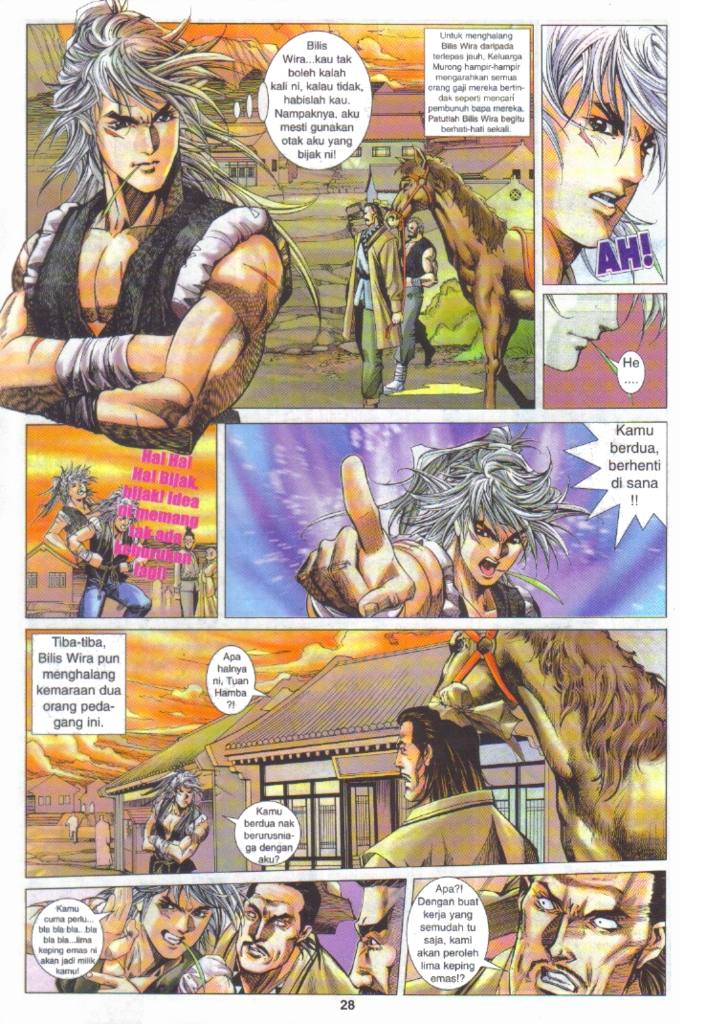 Bilis
Wira...kau tak
boleh kalah
kali ni, kalau tidak,
habislah kau.
Nampaknya, aku
mesti gunakan
otak aku yang
bijak ni!
Untuk menghalang
Bilis Wira daripada
terlepas jauh, Keluarga
Murong hampir-hampir
mengarahkan semua
orang gaji mereka bertin-
dak seperti mencari
pembunuh bapa mereka.
Patutlah Bilis Wira begitu
berhati-hati sekali.
AH!
He
....
Ha! Ha!
Ha! Bijak,
bijak! Idea
di memang
tak ada
keburukan
lagi!
Kamu
berdua,
berhenti
di sana
!!
Tiba-tiba,
Bilis Wira pun
menghalang
kemaraan dua
orang peda-
gang ini.
Apa
halnya
ni, Tuan
Hamba
?!
Kamu
berdua nak
berurusnia-
ga dengan
aku?
Kamu
cuma perlu...
bla bla bla...bla
bla bla...lima
keping emas ni
akan jadi milik
kamu!
Apa?!
Dengan buat
kerja yang
semudah itu
saja, kami
akan peroleh
lima keping
emas!?
28